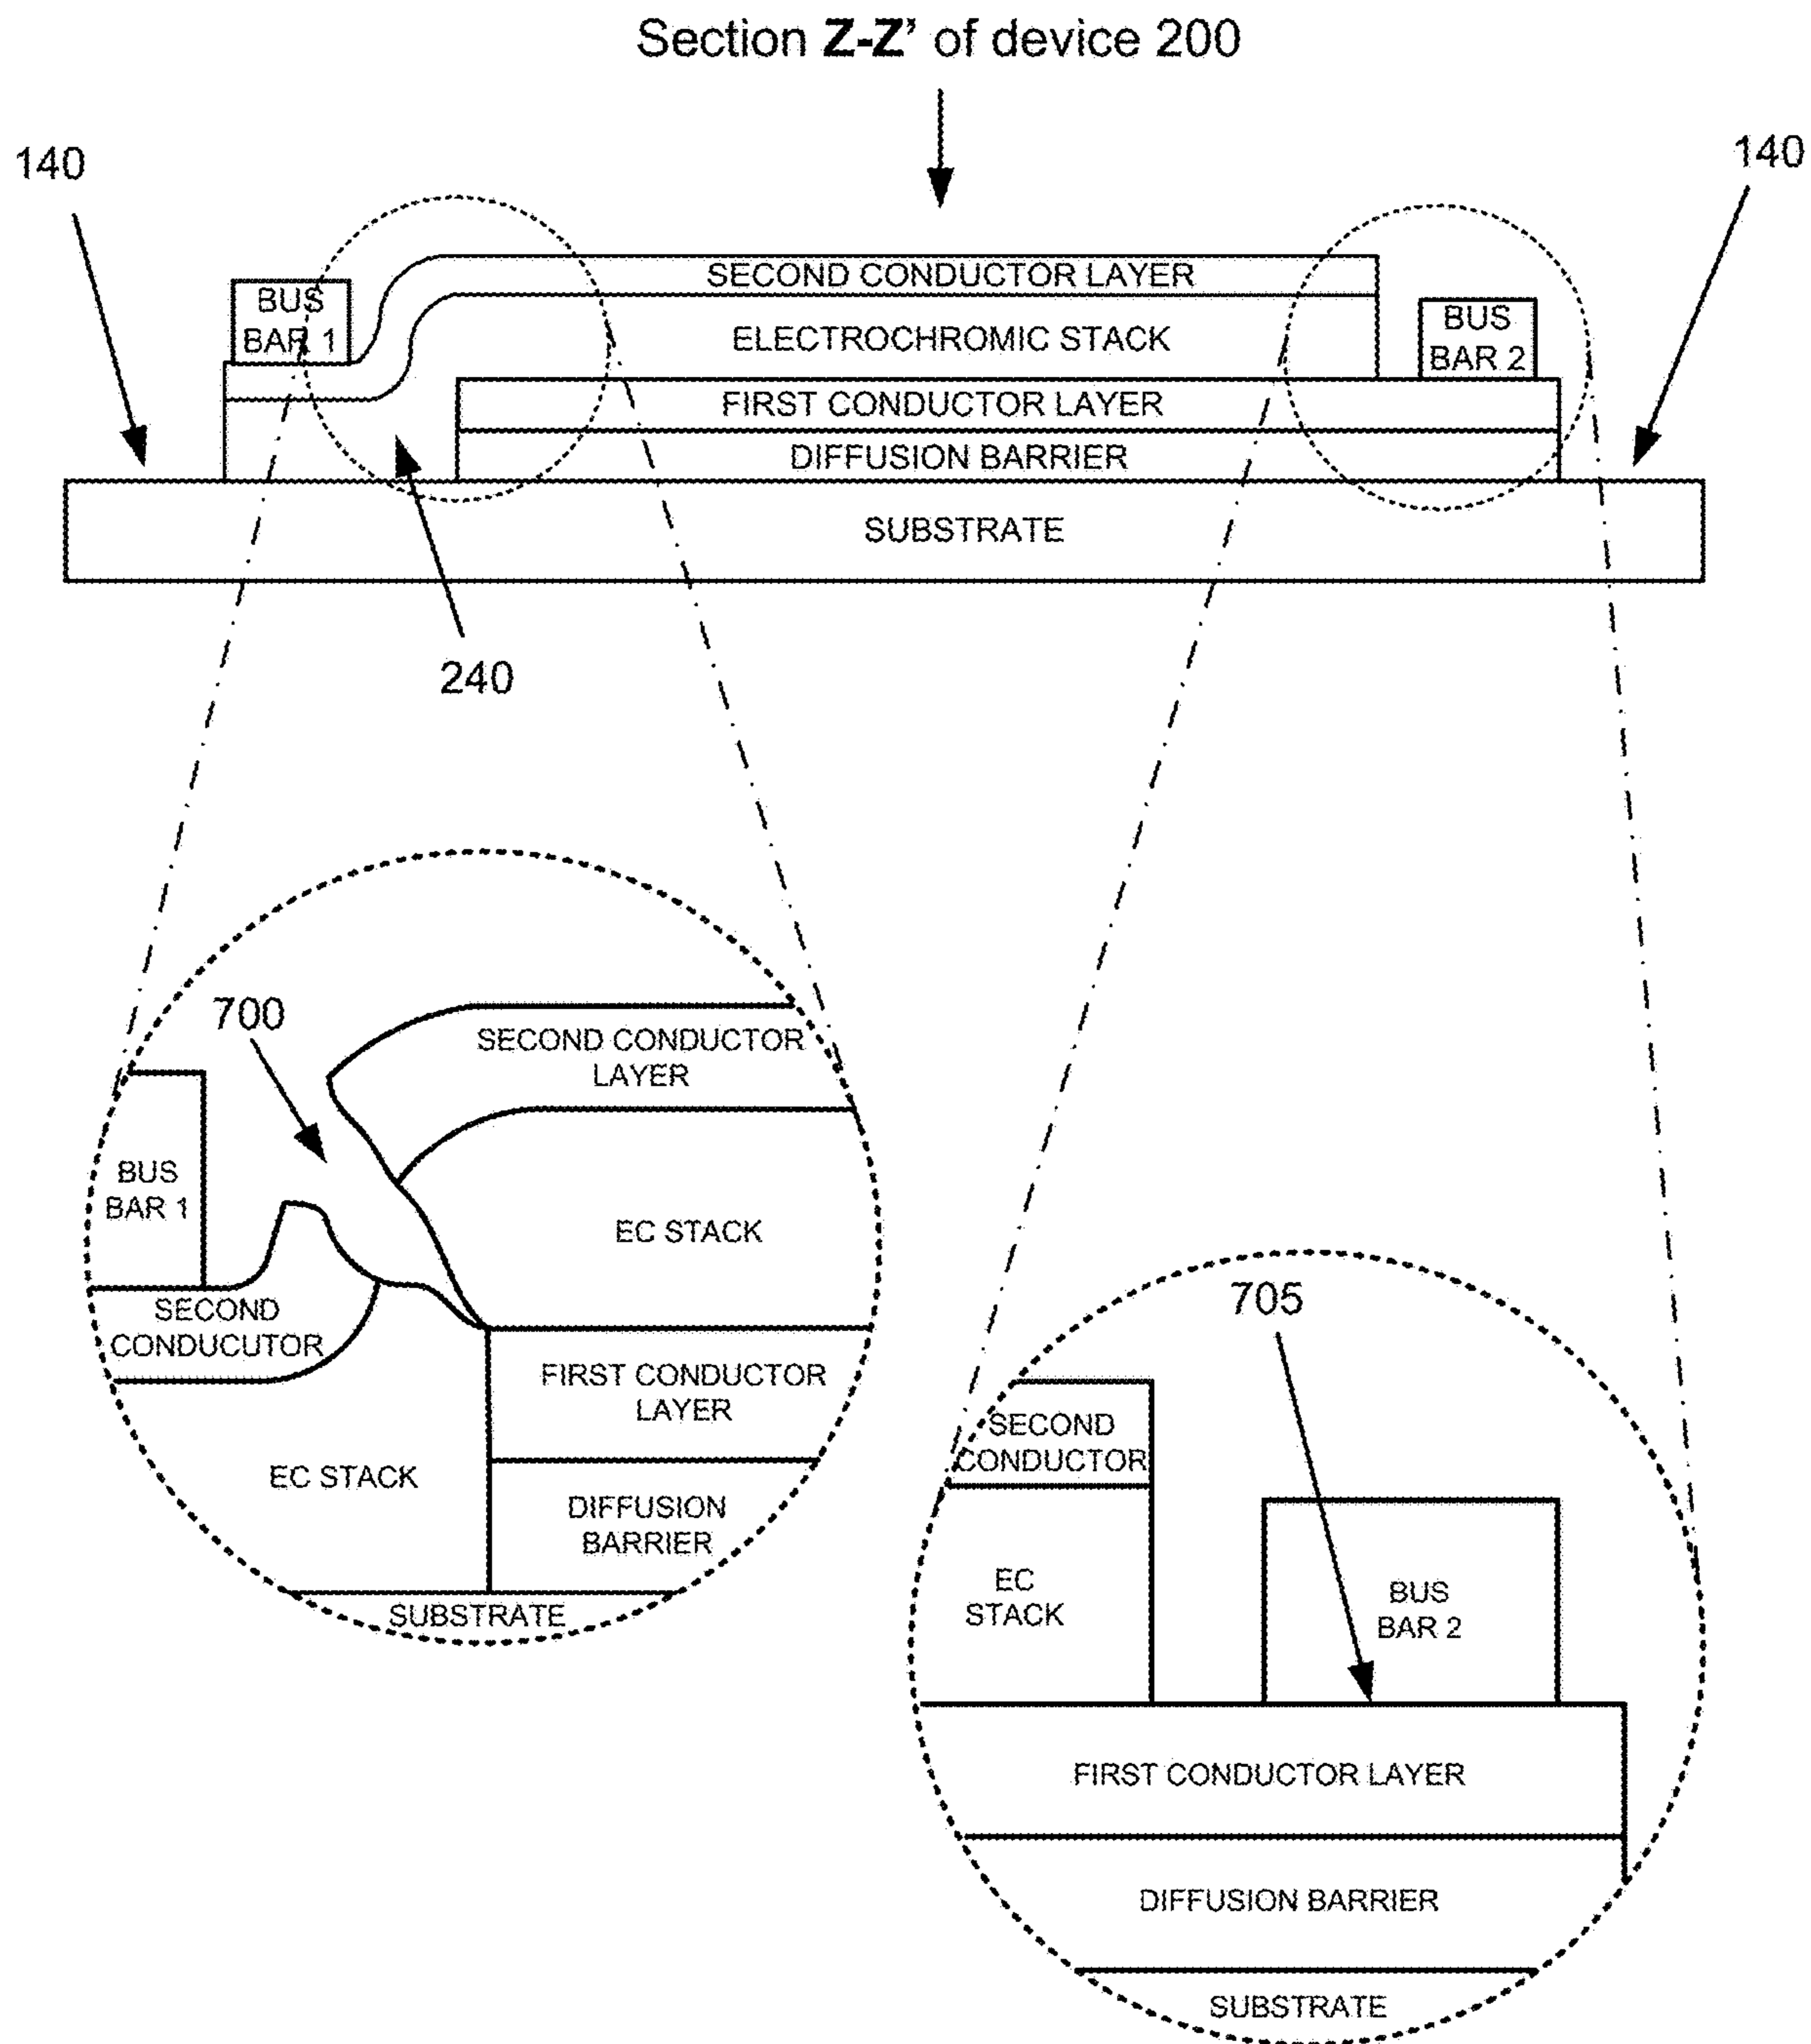 Section Z-Z' of device 200
140
140
SECOND CONDUCTOR LAYER
BUS
BAR 1
ELECTROCHROMIC STACK
BUS
BAR 2
FIRST CONDUCTOR LAYER
DIFFUSION BARRIER
SUBSTRATE
240
700
SECOND CONDUCTOR
LAYER
BUS
BAR 1
EC STACK
SECOND
CONDUCUTOR
FIRST CONDUCTOR
LAYER
EC STACK
DIFFUSION
BARRIER
SUBSTRATE
705
SECOND
CONDUCTOR
EC
STACK
BUS
BAR 2
FIRST CONDUCTOR LAYER
DIFFUSION BARRIER
SUBSTRATE